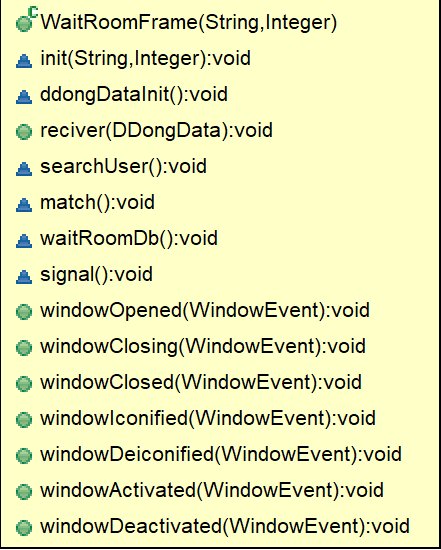 C
WaitRoomFrame(String,Integer)
init(String,Integer):void
ddongDataInit():void
reciver(DDongData):void
searchUser():void
match():void
waitRoomDb():void
signal():void
windowOpened(WindowEvent):void
windowClosing(WindowEvent):void
windowClosed(WindowEvent):void
windowIconified(WindowEvent):void
windowDeiconified(WindowEvent):void
windowActivated(WindowEvent):void
windowDeactivated(WindowEvent):void